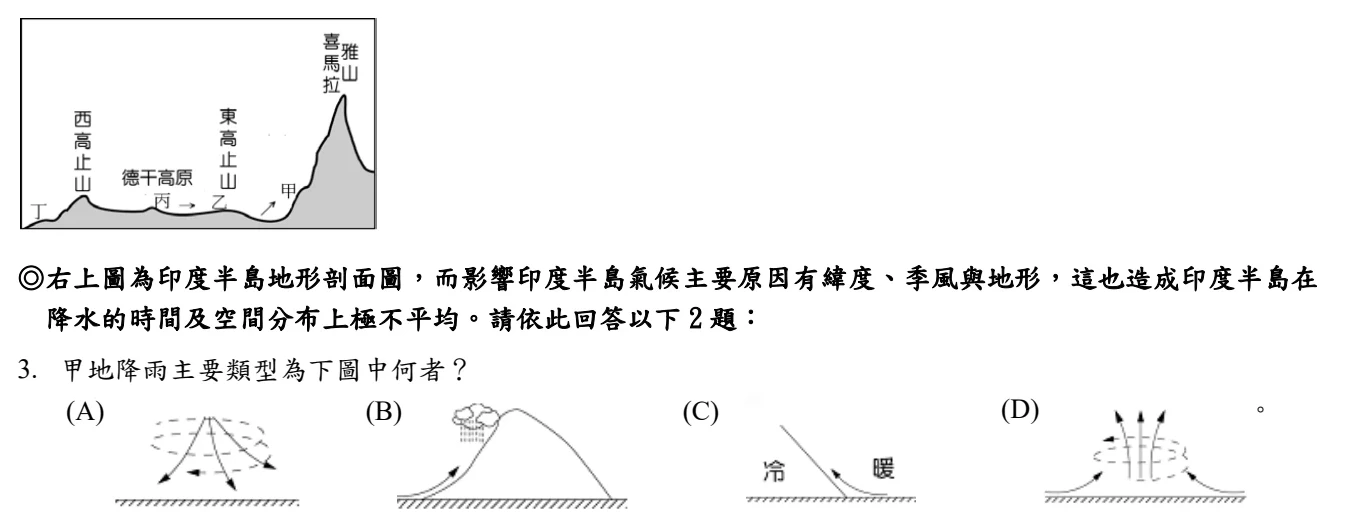 喜馬拉
雅山
西高止山
東高止山
德干高原
丁
丙
→
乙
甲
◎右上圖為印度半島地形剖面圖，而影響印度半島氣候主要原因有緯度、季風與地形，這也造成印度半島在
降水的時間及空間分布上極不平均。請依此回答以下 2 題：
3. 甲地降雨主要類型為下圖中何者？
(A) (B) (C) (D) 。
冷 暖